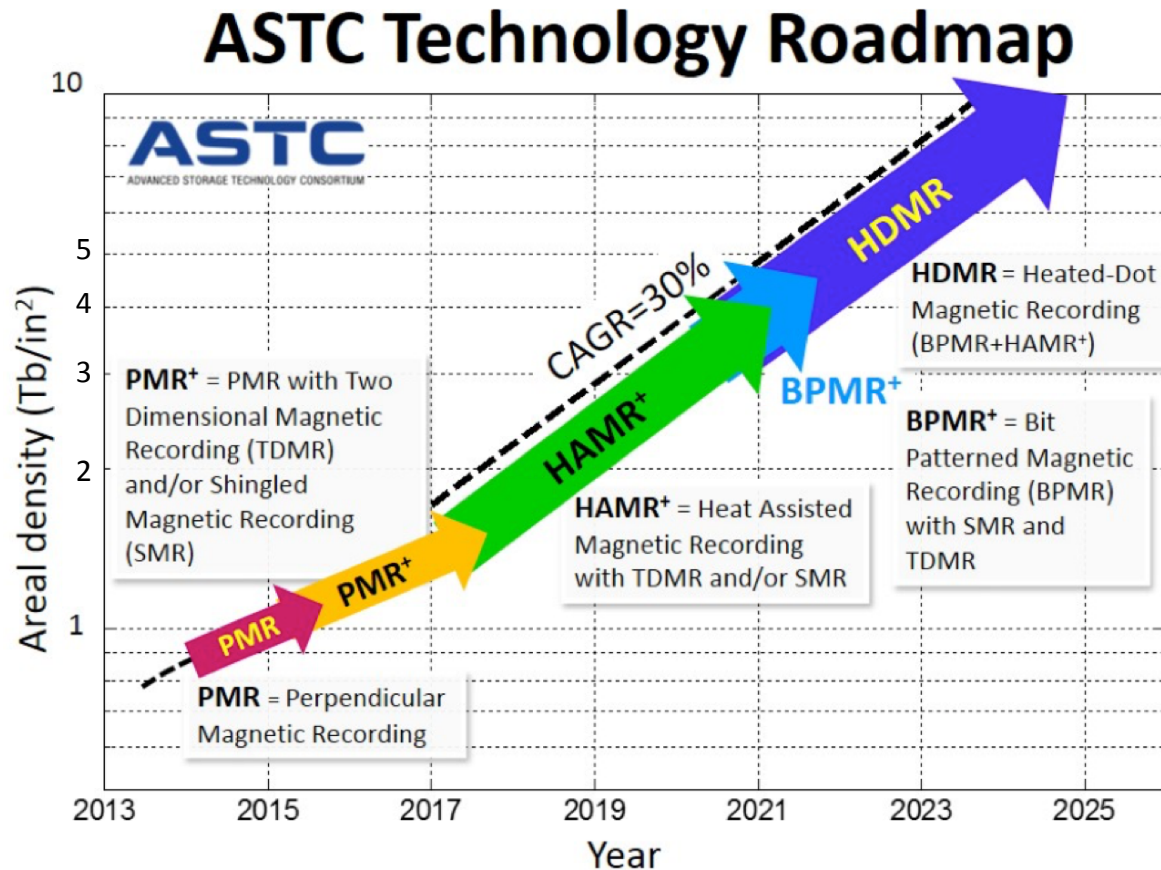 ASTC Technology Roadmap
ASTC
ADVANCED STORAGE TECHNOLOGY CONSORTIUM
Areal density (Tb/in²)
10
5
4
3
2
1
CAGR=30%
HDMR
HDMR = Heated-Dot
Magnetic Recording
(BPMR+HAMR⁺)
BPMR⁺
BPMR⁺ = Bit
Patterned Magnetic
Recording (BPMR)
with SMR and
TDMR
HAMR⁺
HAMR⁺ = Heat Assisted
Magnetic Recording
with TDMR and/or SMR
PMR⁺ = PMR with Two
Dimensional Magnetic
Recording (TDMR)
and/or Shingled
Magnetic Recording
(SMR)
PMR⁺
PMR
PMR = Perpendicular
Magnetic Recording
2013 2015 2017 2019 2021 2023 2025
Year